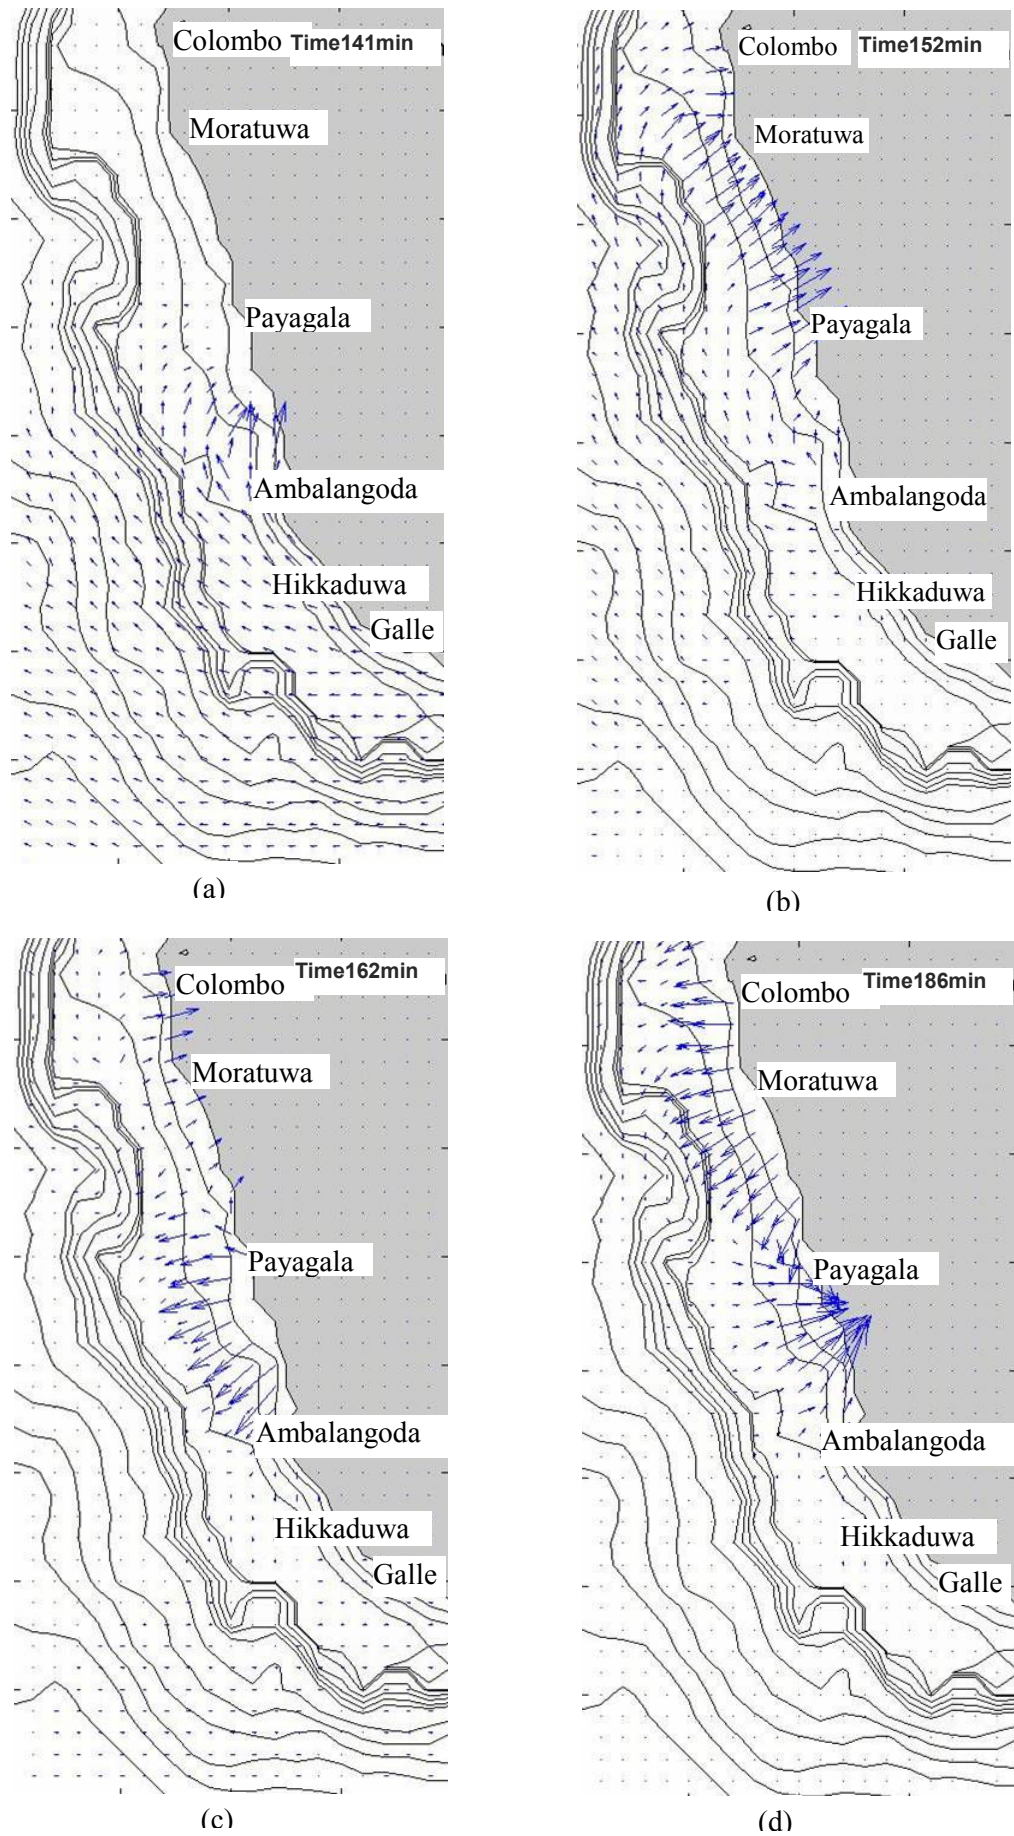 Colombo Time141min
Moratuwa
Payagala
Ambalangoda
Hikkaduwa
Galle
(a)
Colombo Time152min
Moratuwa
Payagala
Ambalangoda
Hikkaduwa
Galle
(b)
Colombo Time162min
Moratuwa
Payagala
Ambalangoda
Hikkaduwa
Galle
(c)
Colombo Time186min
Moratuwa
Payagala
Ambalangoda
Hikkaduwa
Galle
(d)